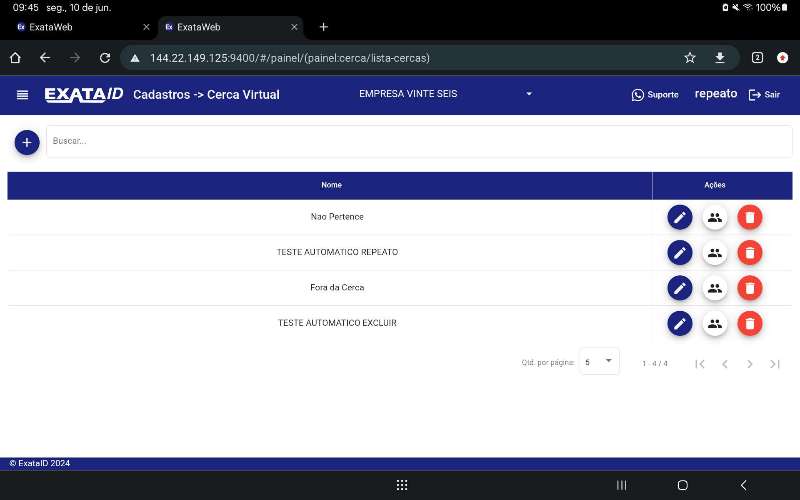 09:45 seg., 10 de jun. 100%
Ex ExataWeb
Ex ExataWeb
144.22.149.125:9400/#/painel/(painel:cerca/lista-cercas) 2
EXATAID Cadastros -> Cerca Virtual EMPRESA VINTE SEIS Suporte repeato Sair
Buscar...
Nome Ações
Nao Pertence
TESTE AUTOMATICO REPEATO
Fora da Cerca
TESTE AUTOMATICO EXCLUIR
Qtd. por página: 5 1 - 4 / 4
© ExataID 2024